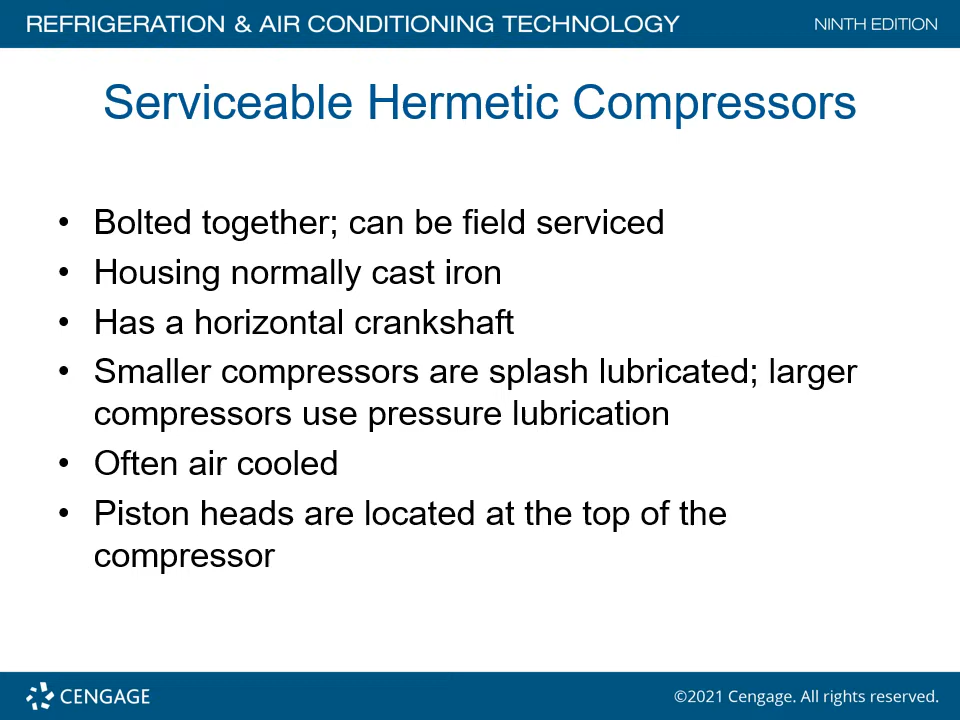 REFRIGERATION & AIR CONDITIONING TECHNOLOGY NINTH EDITION
Serviceable Hermetic Compressors
• Bolted together; can be field serviced
• Housing normally cast iron
• Has a horizontal crankshaft
• Smaller compressors are splash lubricated; larger
compressors use pressure lubrication
• Often air cooled
• Piston heads are located at the top of the
compressor
CENGAGE ©2021 Cengage. All rights reserved.